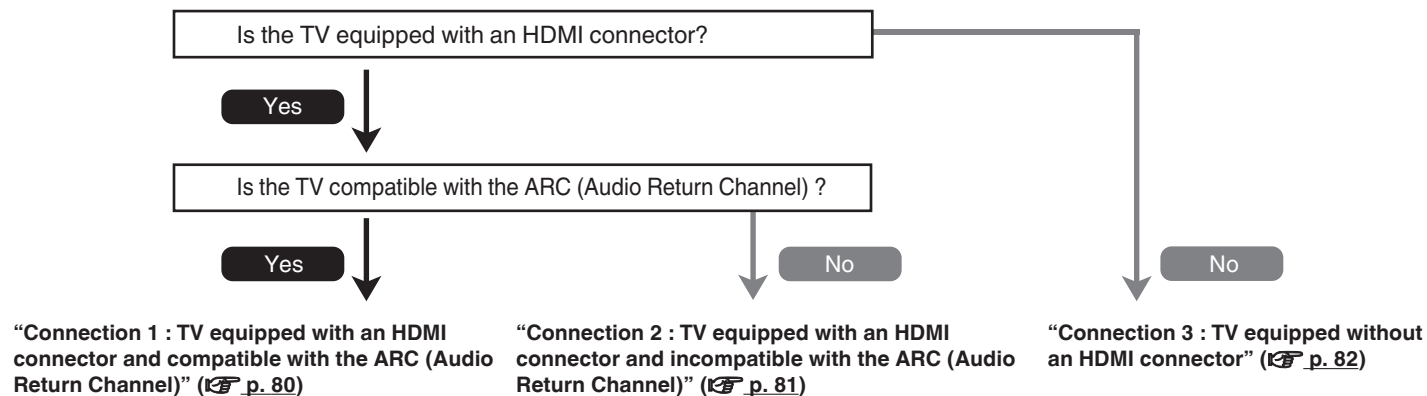 Is the TV equipped with an HDMI connector?
Yes
Is the TV compatible with the ARC (Audio Return Channel) ?
Yes
No
No
“Connection 1 : TV equipped with an HDMI
connector and compatible with the ARC (Audio
Return Channel)” (☞ p. 80)
“Connection 2 : TV equipped with an HDMI
connector and incompatible with the ARC (Audio
Return Channel)” (☞ p. 81)
“Connection 3 : TV equipped without
an HDMI connector” (☞ p. 82)